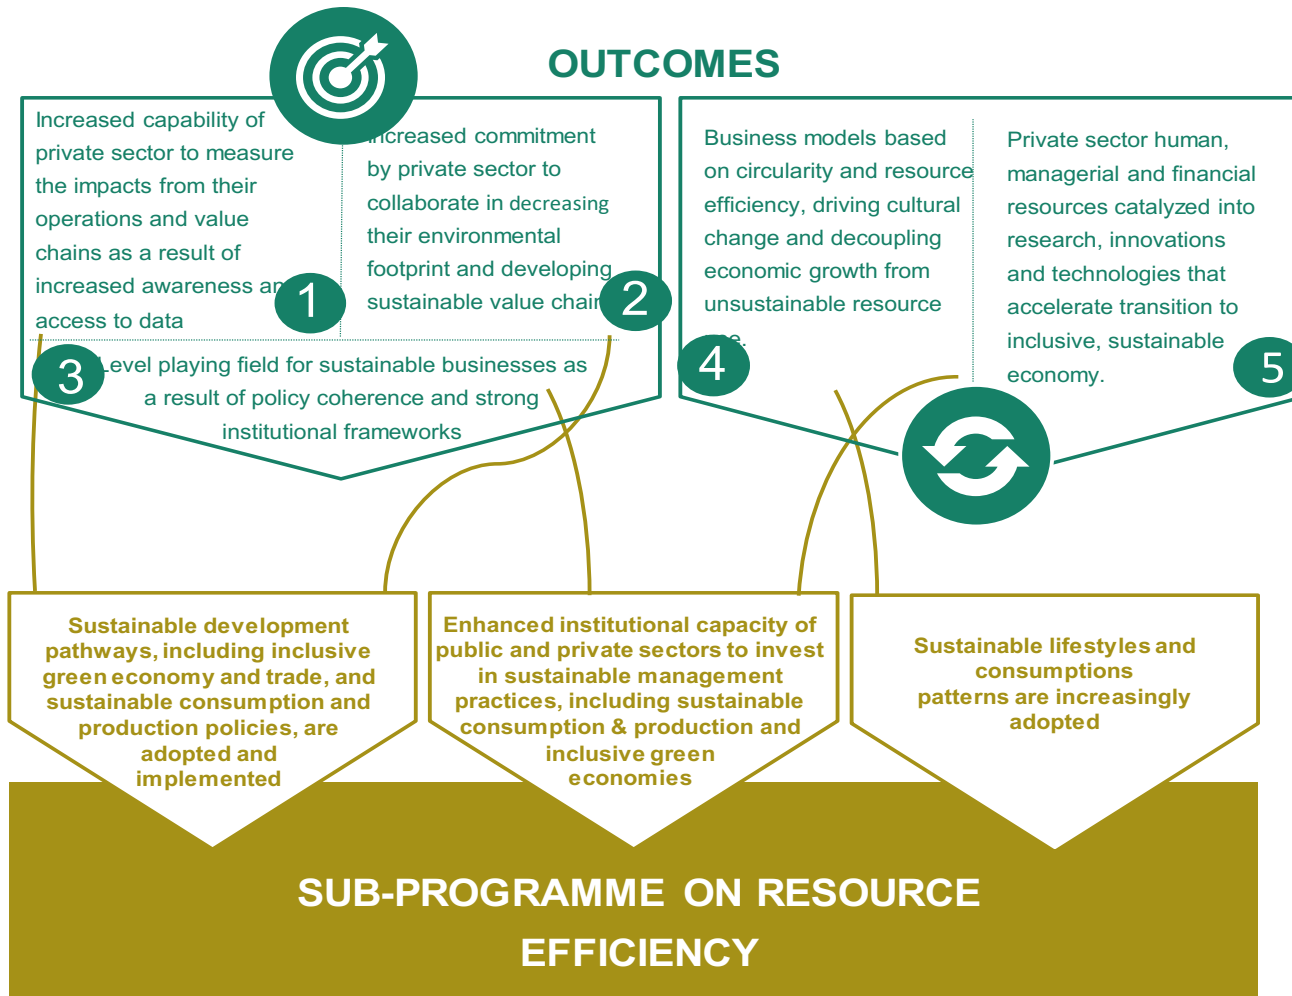 OUTCOMES
Increased capability of
private sector to measure
the impacts from their
operations and value
chains as a result of
increased awareness
access to data
1
Increased commitment
by private sector to
collaborate in decreasing
their environmental
footprint and developing
sustainable value
2
3
Level playing field for sustainable businesses as
a result of policy coherence and strong
institutional frameworks
Business models based
on circularity and resource
efficiency, driving cultural
change and decoupling
economic growth from
unsustainable resource
4
Private sector human,
managerial and financial
resources catalyzed into
research, innovations
and technologies that
accelerate transition to
inclusive, sustainable
economy.
5
Sustainable development
pathways, including inclusive
green economy and trade, and
sustainable consumption and
production policies, are
adopted and
implemented
Enhanced institutional capacity of
public and private sectors to invest
in sustainable management
practices, including sustainable
consumption & production and
inclusive green
economies
Sustainable lifestyles and
consumptions
patterns are increasingly
adopted
SUB-PROGRAMME ON RESOURCE
EFFICIENCY